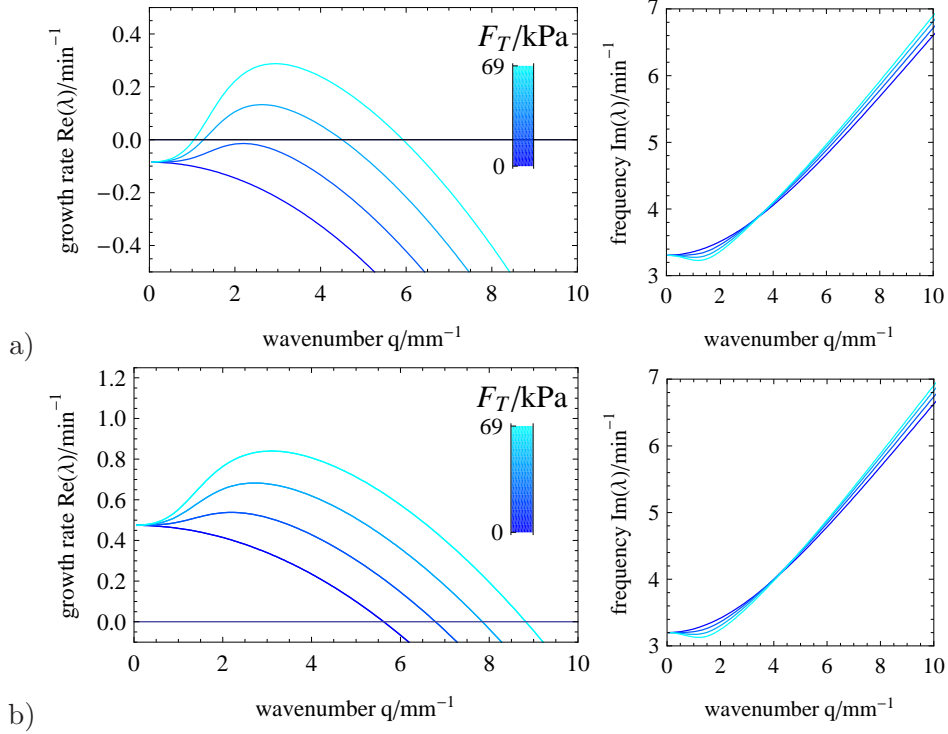 0.4
0.2
0.0
−0.2
−0.4
growth rate Re(λ)/min⁻¹
0 2 4 6 8 10
wavenumber q/mm⁻¹
F_T/kPa
69
0
7
6
5
4
3
frequency Im(λ)/min⁻¹
0 2 4 6 8 10
wavenumber q/mm⁻¹
a)
1.2
1.0
0.8
0.6
0.4
0.2
0.0
growth rate Re(λ)/min⁻¹
0 2 4 6 8 10
wavenumber q/mm⁻¹
F_T/kPa
69
0
7
6
5
4
3
frequency Im(λ)/min⁻¹
0 2 4 6 8 10
wavenumber q/mm⁻¹
b)